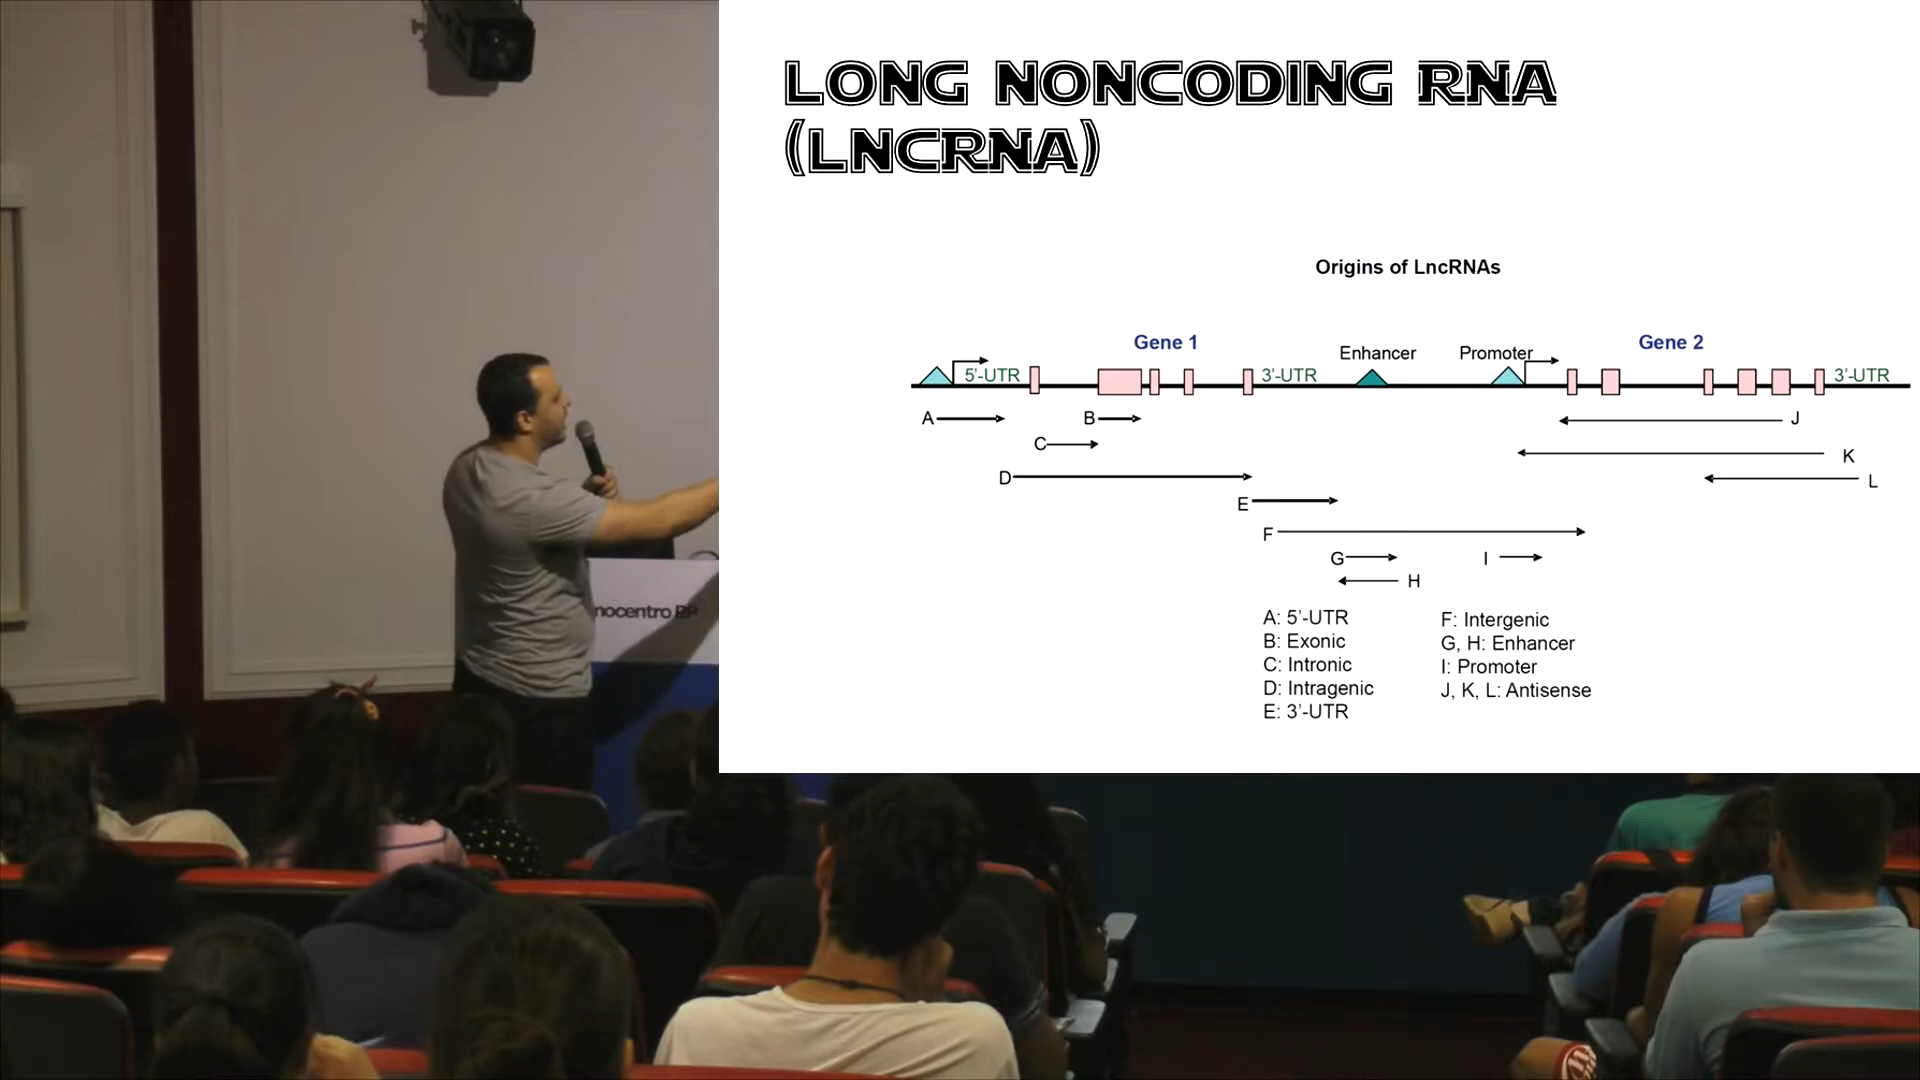 LONG NONCODING RNA
(LNCRNA)
Origins of LncRNAs
Gene 1
Enhancer
Promoter
Gene 2
5'-UTR
3'-UTR
3'-UTR
A
B
J
C
K
D
L
E
F
G
I
H
A: 5'-UTR
B: Exonic
C: Intronic
D: Intragenic
E: 3'-UTR
F: Intergenic
G, H: Enhancer
I: Promoter
J, K, L: Antisense
nocentro RP